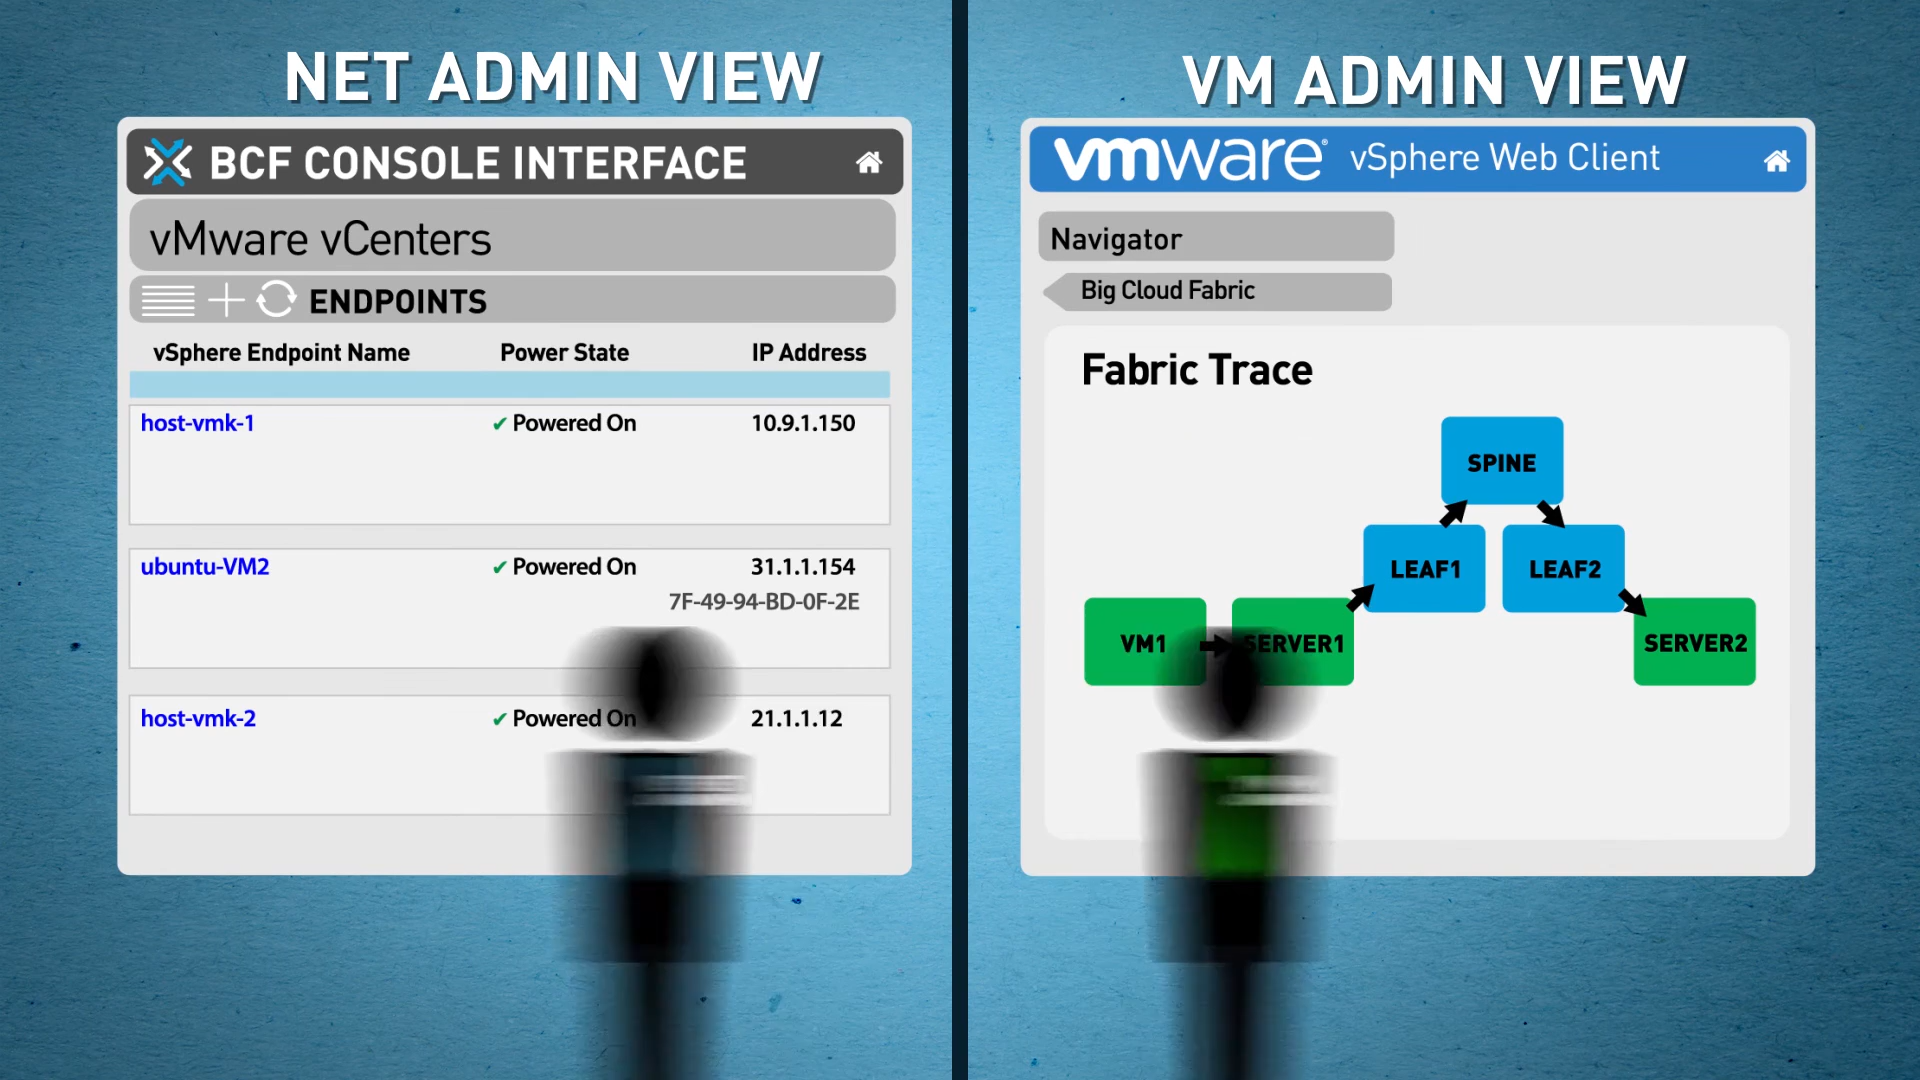 NET ADMIN VIEW
BCF CONSOLE INTERFACE
vMware vCenters
ENDPOINTS
vSphere Endpoint Name Power State IP Address
host-vmk-1 ✔ Powered On 10.9.1.150
ubuntu-VM2 ✔ Powered On 31.1.1.154
7F-49-94-BD-0F-2E
host-vmk-2 ✔ Powered On 21.1.1.12
VM ADMIN VIEW
vmware® vSphere Web Client
Navigator
Big Cloud Fabric
Fabric Trace
SPINE
LEAF1 LEAF2
VM1 SERVER1 SERVER2